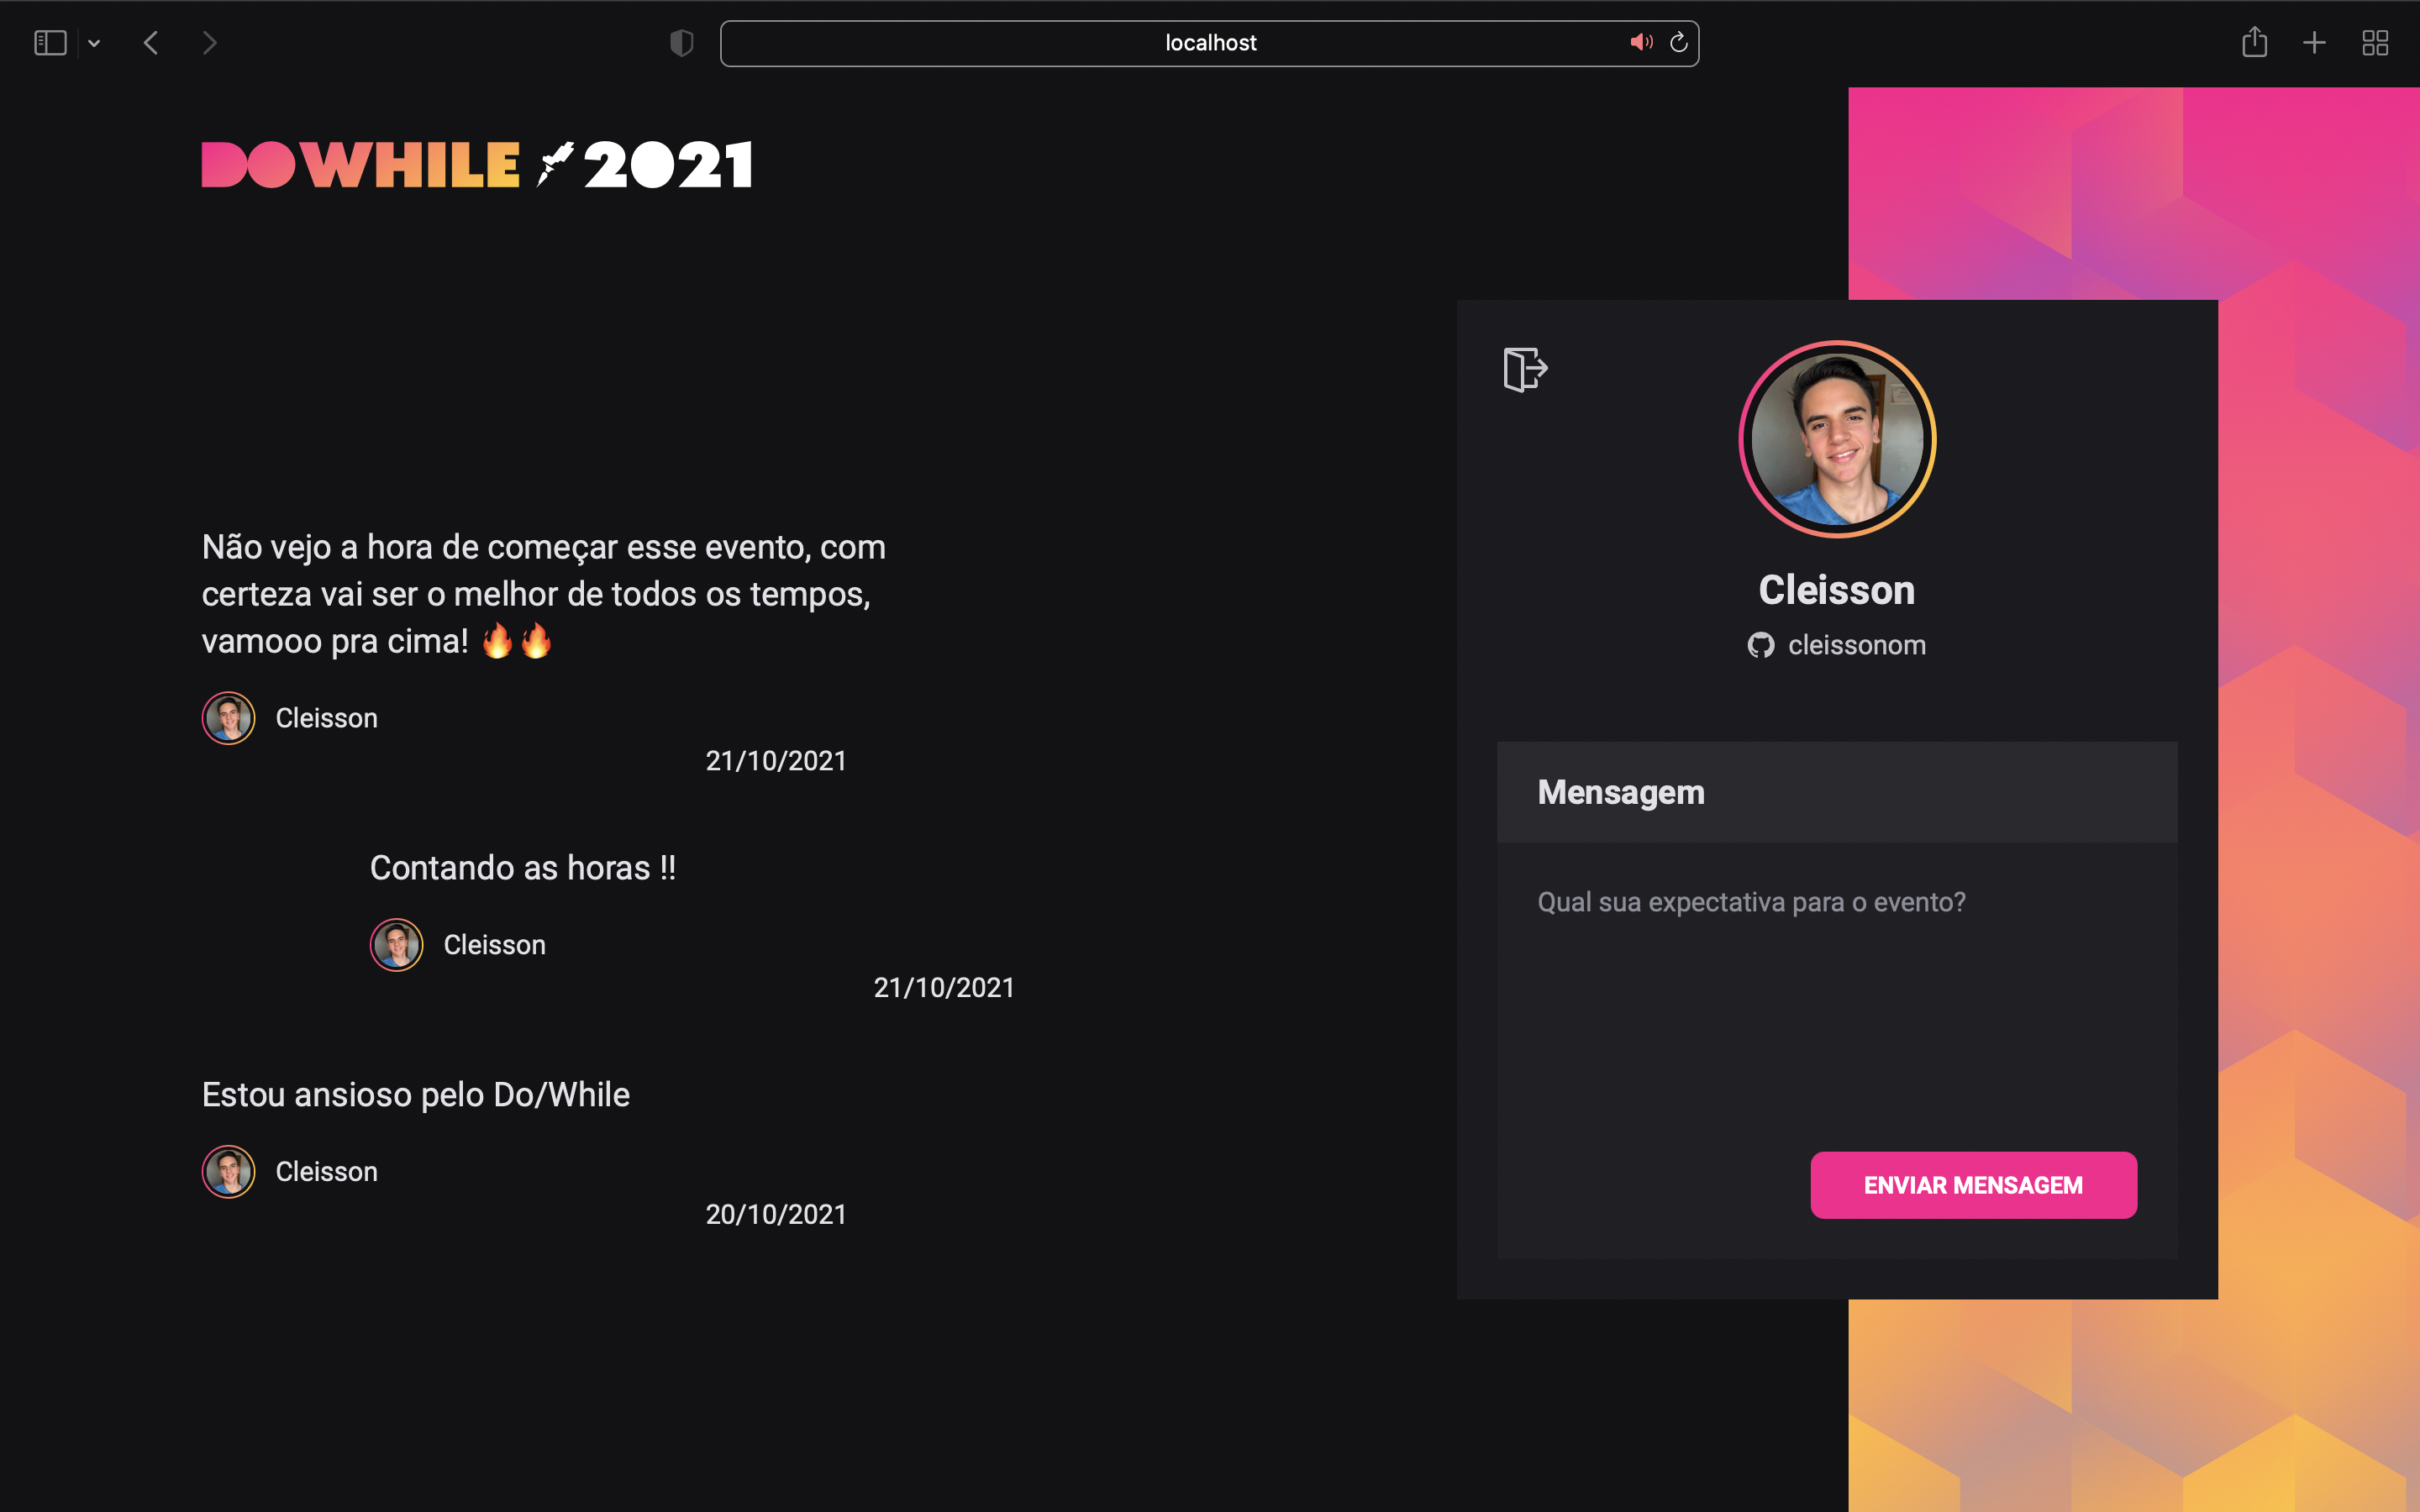 localhost
DOWHILE 2021
Não vejo a hora de começar esse evento, com
certeza vai ser o melhor de todos os tempos,
vamooo pra cima! 🔥🔥
Cleisson
21/10/2021
Contando as horas !!
Cleisson
21/10/2021
Estou ansioso pelo Do/While
Cleisson
20/10/2021
Cleisson
cleissonom
Mensagem
Qual sua expectativa para o evento?
ENVIAR MENSAGEM